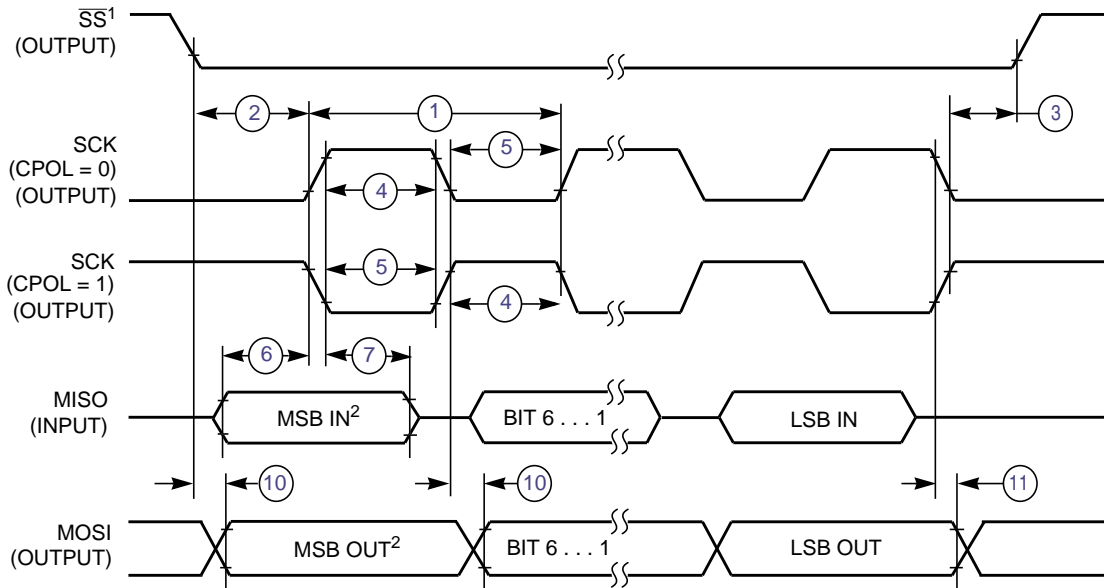 SS¹
(OUTPUT)
2
1
3
SCK
(CPOL = 0)
(OUTPUT)
5
4
SCK
(CPOL = 1)
(OUTPUT)
5
4
6
7
MISO
(INPUT)
MSB IN²
BIT 6 . . . 1
LSB IN
10
10
11
MOSI
(OUTPUT)
MSB OUT²
BIT 6 . . . 1
LSB OUT